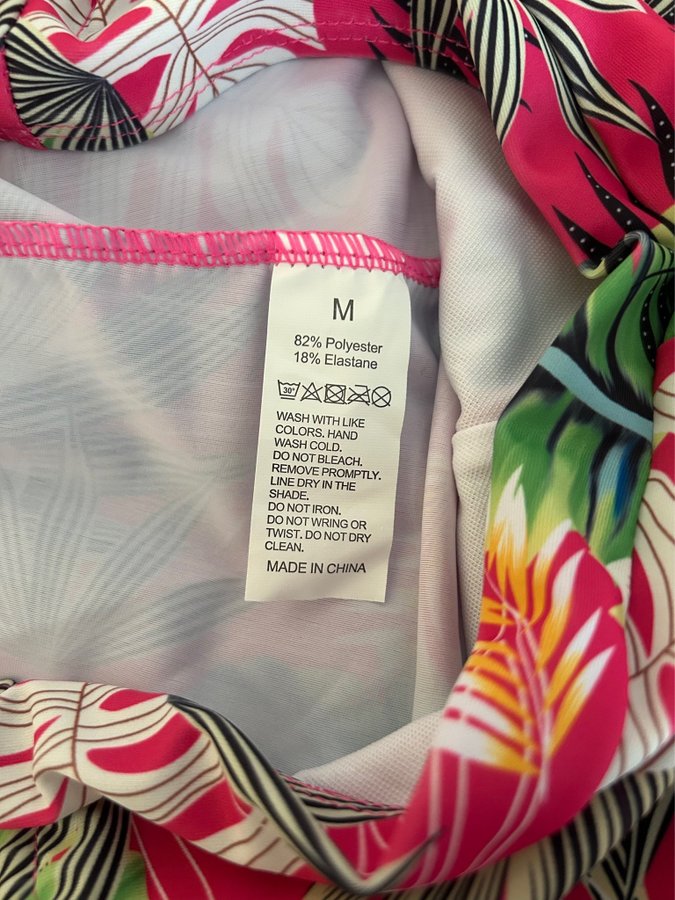 M
82% Polyester
18% Elastane
30°
WASH WITH LIKE
COLORS. HAND
WASH COLD.
DO NOT BLEACH.
REMOVE PROMPTLY.
LINE DRY IN THE
SHADE.
DO NOT IRON.
DO NOT WRING OR
TWIST. DO NOT DRY
CLEAN.
MADE IN CHINA